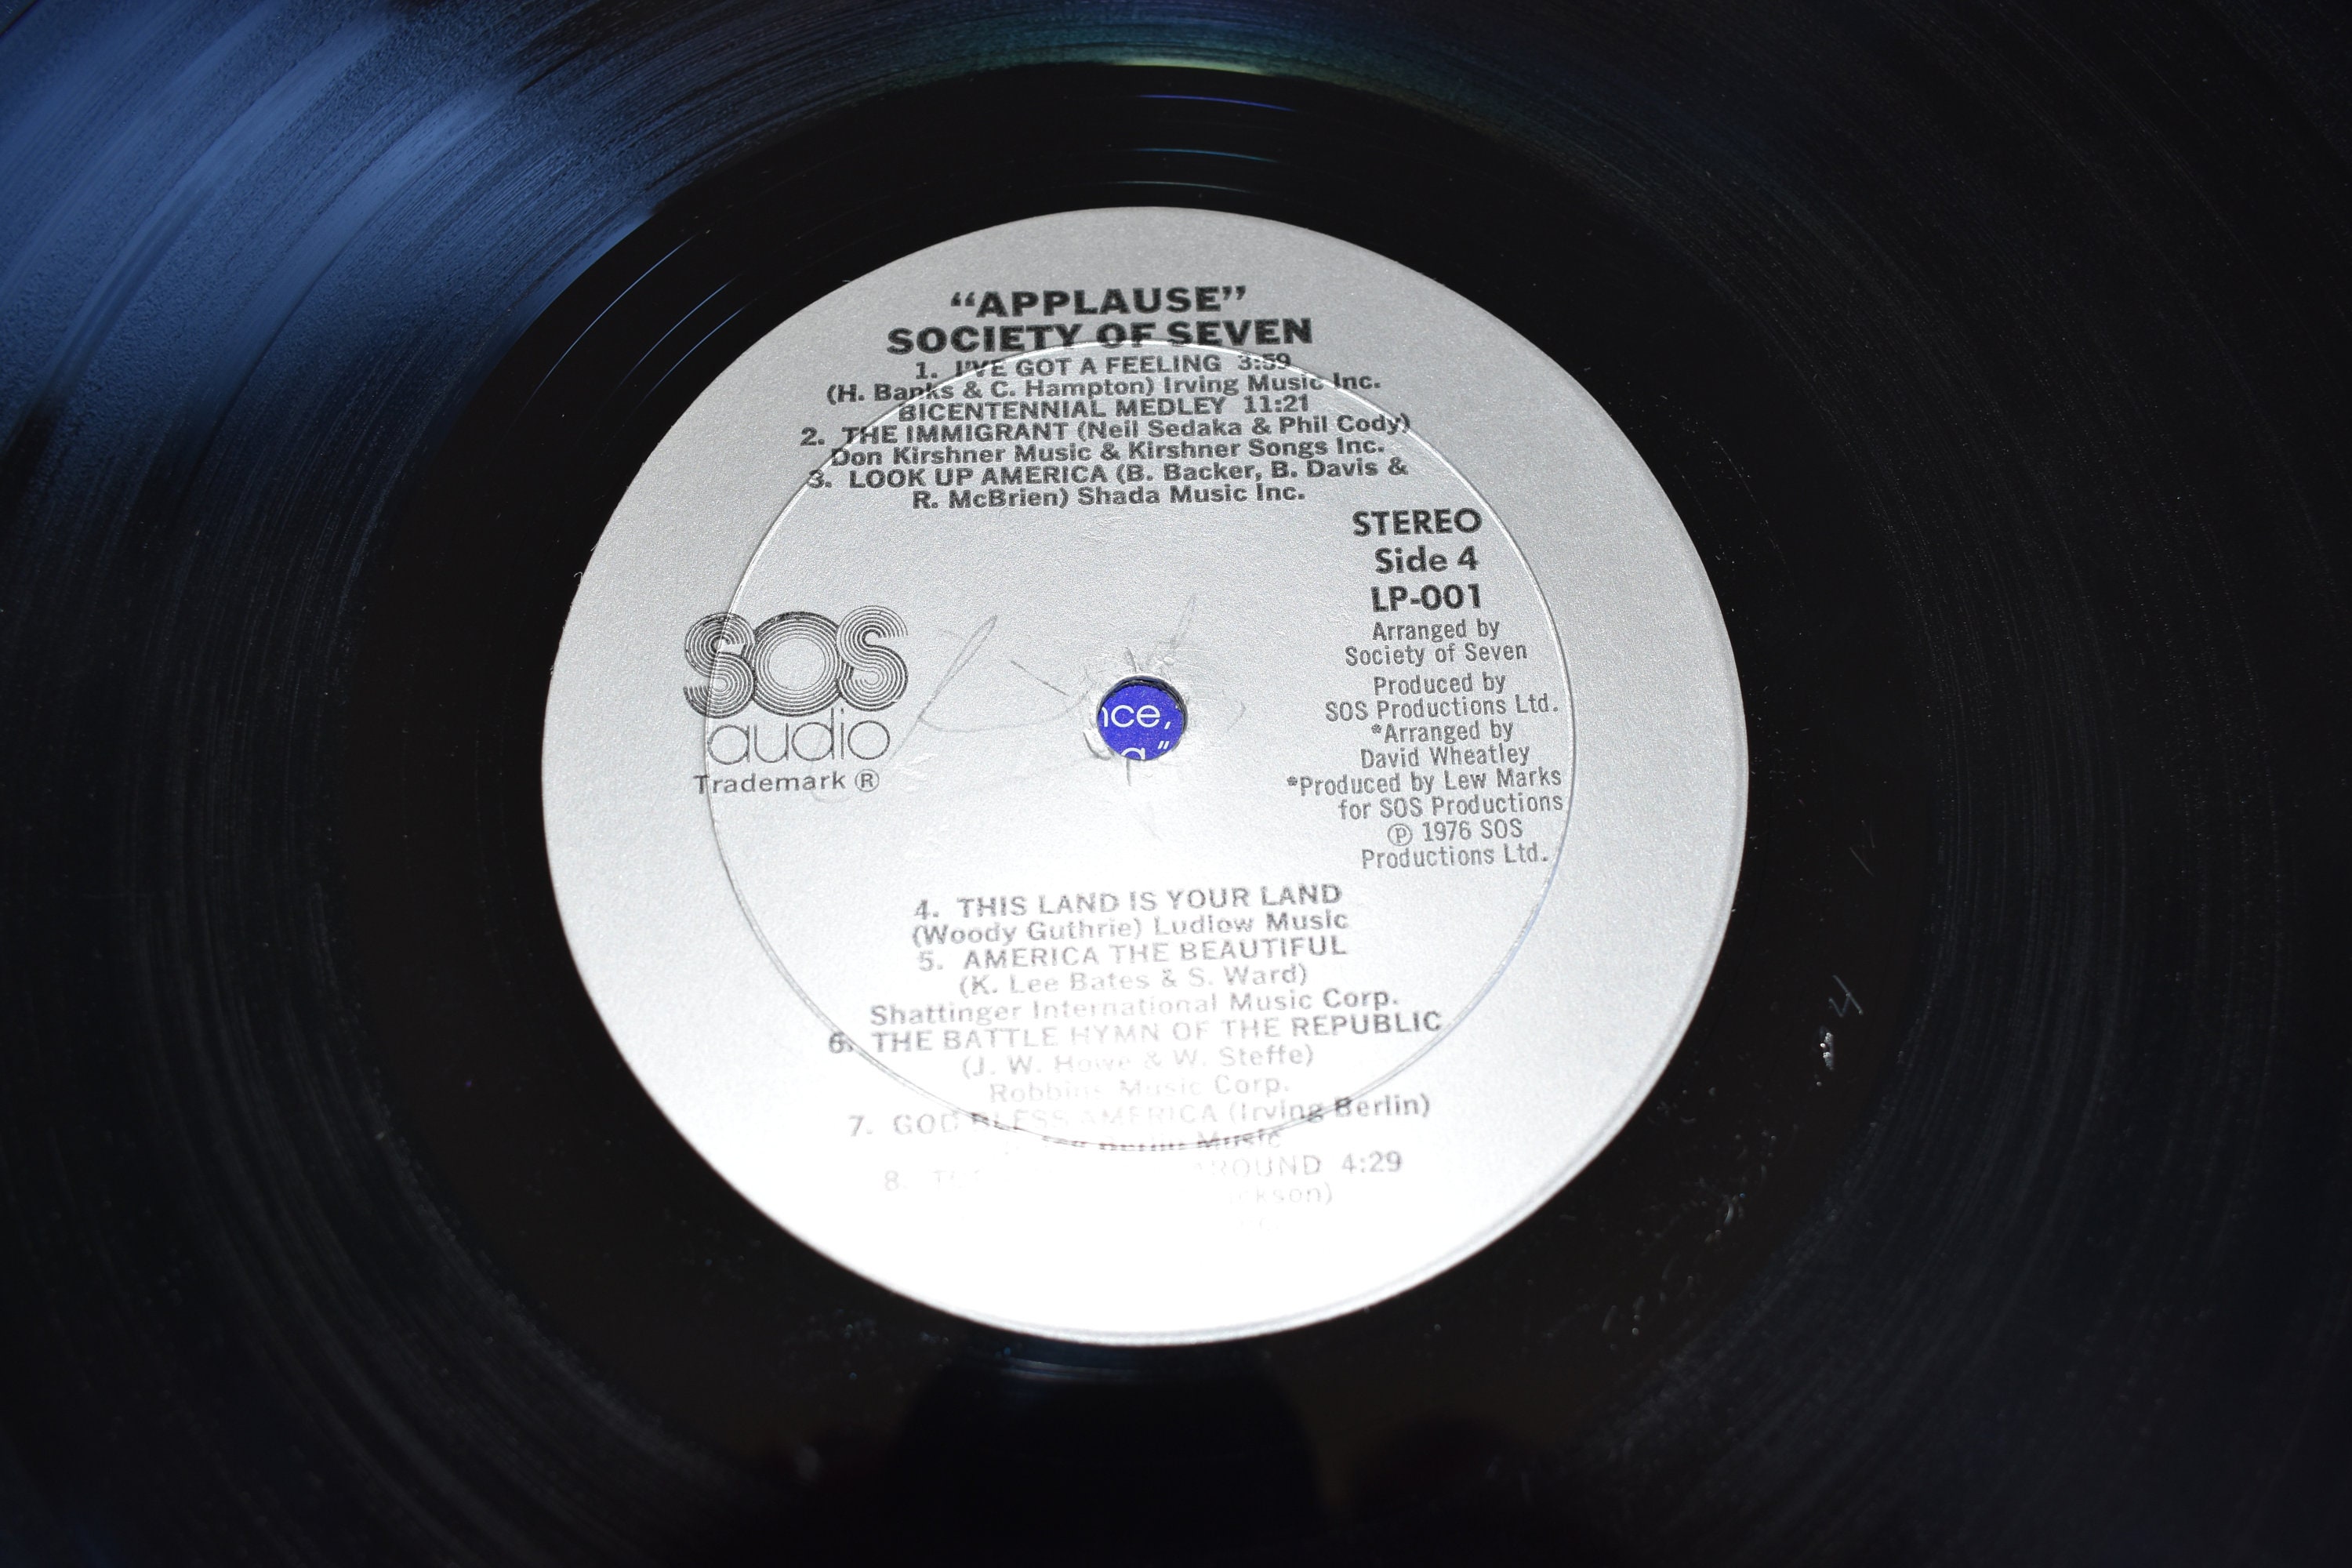 “APPLAUSE”
SOCIETY OF SEVEN
1. I'VE GOT A FEELING 3:59
(H. Banks & C. Hampton) Irving Music Inc.
BICENTENNIAL MEDLEY 11:21
2. THE IMMIGRANT (Neil Sedaka & Phil Cody)
Don Kirshner Music & Kirshner Songs Inc.
3. LOOK UP AMERICA (B. Backer, B. Davis &
R. McBrien) Shada Music Inc.
STEREO
Side 4
LP-001
Arranged by
Society of Seven
Produced by
SOS Productions Ltd.
*Arranged by
David Wheatley
*Produced by Lew Marks
for SOS Productions
℗ 1976 SOS
Productions Ltd.
SOS
audio
Trademark ®
4. THIS LAND IS YOUR LAND
(Woody Guthrie) Ludlow Music
5. AMERICA THE BEAUTIFUL
(K. Lee Bates & S. Ward)
Shattinger International Music Corp.
6. THE BATTLE HYMN OF THE REPUBLIC
(J. W. Howe & W. Steffe)
Robbins Music Corp.
7. GOD BLESS AMERICA (Irving Berlin)
Berlin Music
8. 4:29